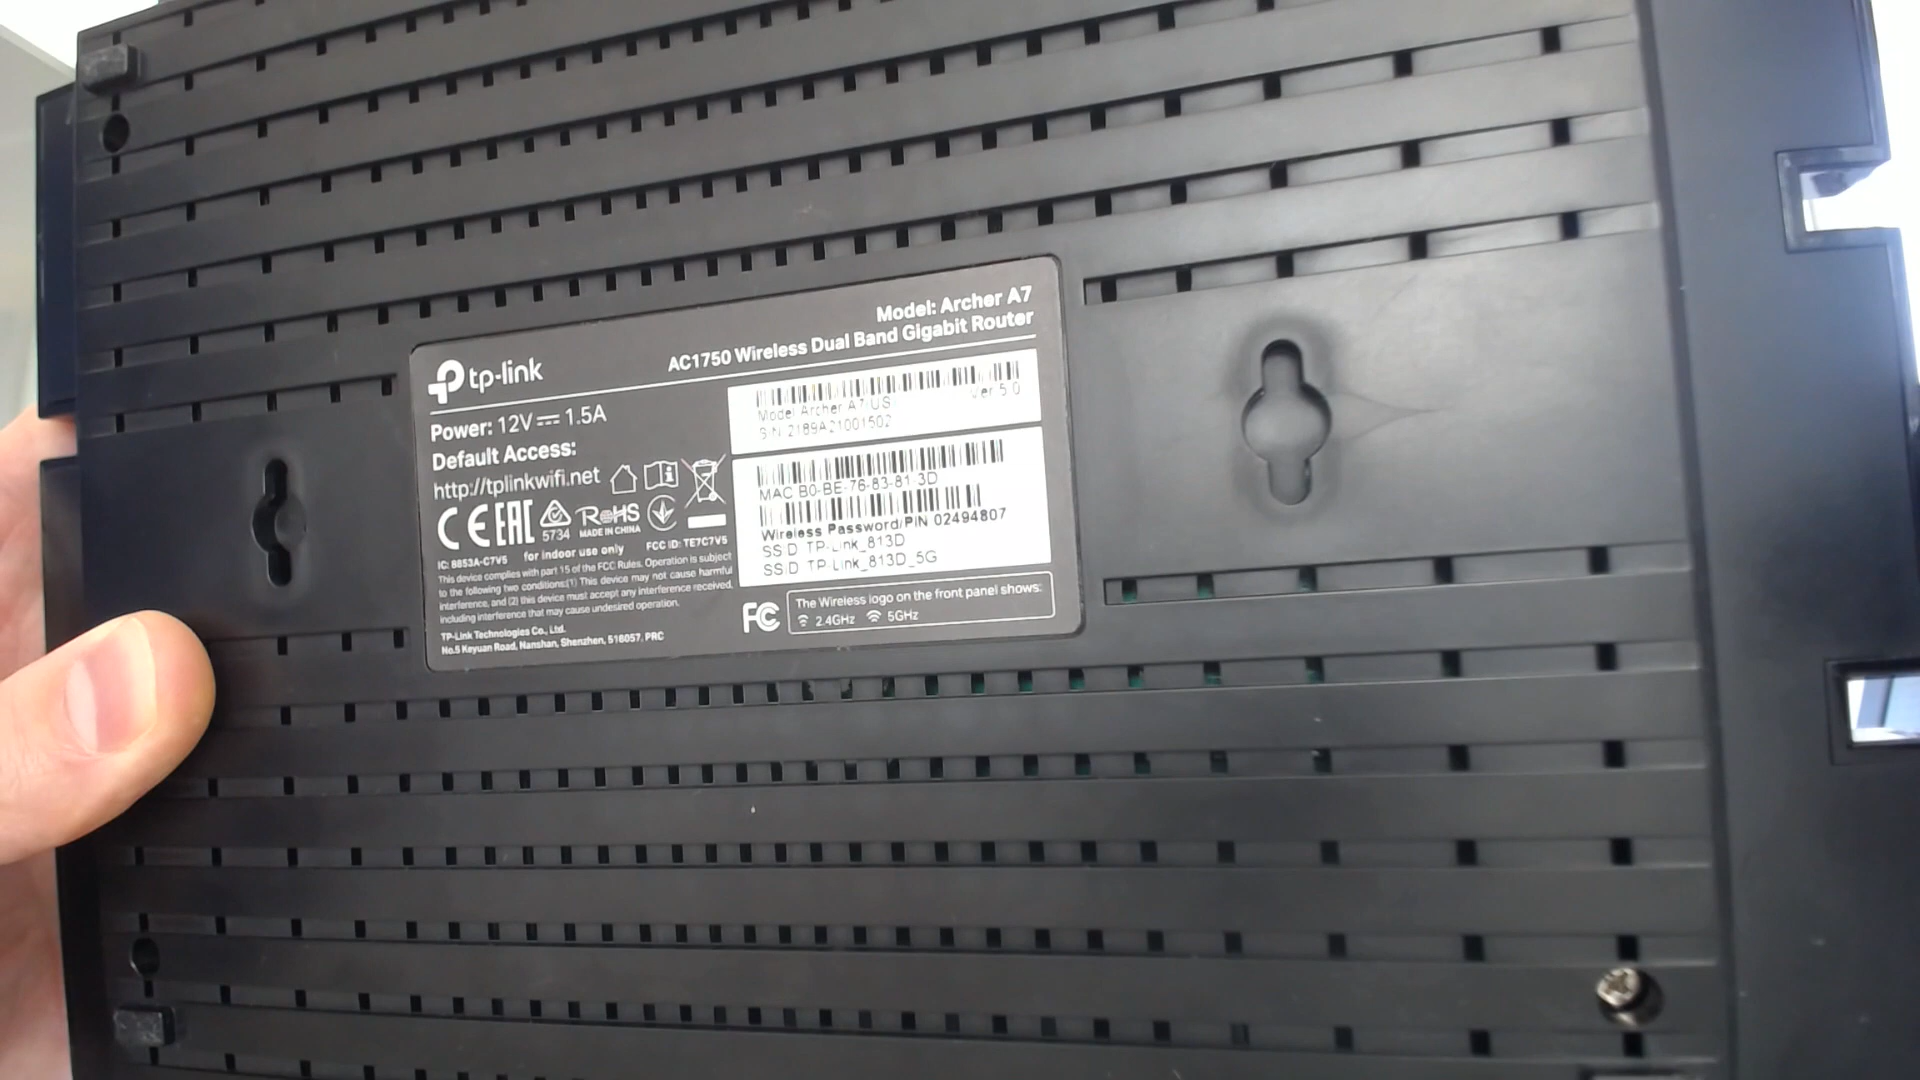 Model: Archer A7
AC1750 Wireless Dual Band Gigabit Router
tp-link
Power: 12V 1.5A
Default Access:
http://tplinkwifi.net
Model Archer A7 US Ver 5.0
S/N 2189A21001502
MAC B0-BE-76-83-81-3D
Wireless Password/PIN 02494807
SSID TP-Link_813D
SSID TP-Link_813D_5G
CE EAC 5734 RoHS
MADE IN CHINA
IC: 8853A-C7V5 for indoor use only FCC ID: TE7C7V5
This device complies with part 15 of the FCC Rules. Operation is subject
to the following two conditions:(1) This device may not cause harmful
interference, and (2) this device must accept any interference received,
including interference that may cause undesired operation.
TP-Link Technologies Co., Ltd.
No.5 Keyuan Road, Nanshan, Shenzhen, 518057, PRC
FC
The Wireless logo on the front panel shows:
2.4GHz 5GHz